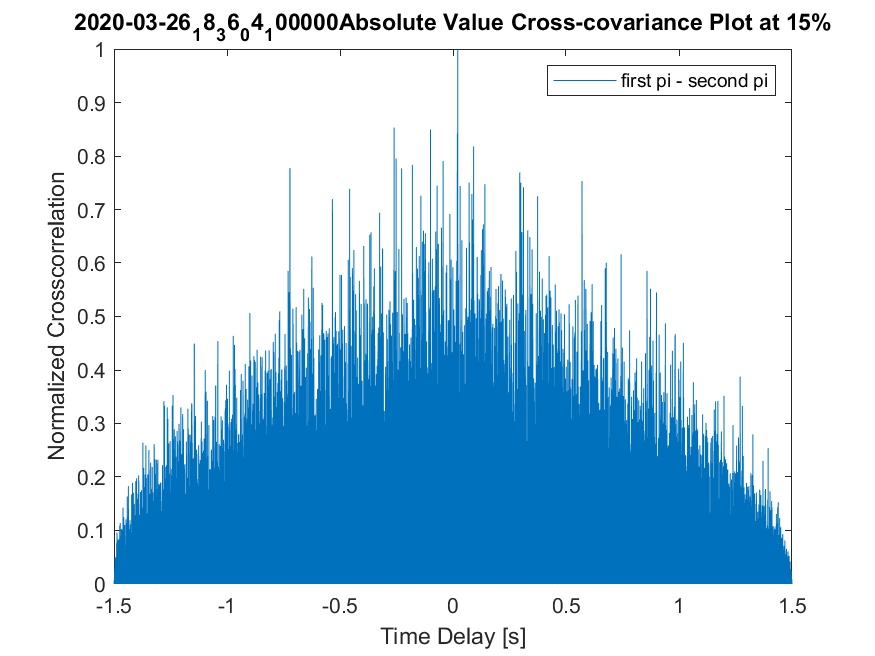 2020-03-26₁8₃6₀4₁00000Absolute Value Cross-covariance Plot at 15%
first pi - second pi
Normalized Crosscorrelation
1
0.9
0.8
0.7
0.6
0.5
0.4
0.3
0.2
0.1
0
-1.5 -1 -0.5 0 0.5 1 1.5
Time Delay [s]